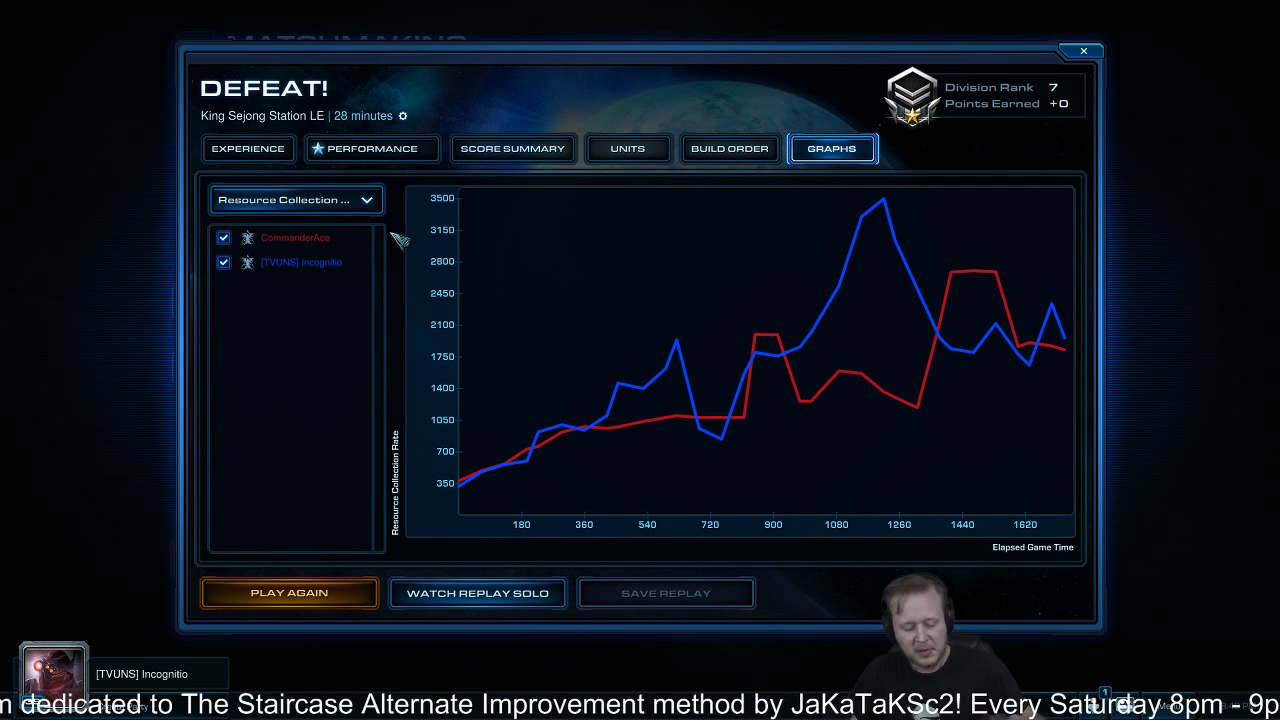 DEFEAT!
King Sejong Station LE | 28 minutes
Division Rank 7
Points Earned +0
EXPERIENCE
PERFORMANCE
SCORE SUMMARY
UNITS
BUILD ORDER
GRAPHS
Resource Collection ...
CommanderAce
[TVUNS] Incognitio
3500
3150
2800
2450
2100
1750
1400
1050
700
350
Resource Collection Rate
180 360 540 720 900 1080 1260 1440 1620
Elapsed Game Time
PLAY AGAIN
WATCH REPLAY SOLO
SAVE REPLAY
[TVUNS] Incognitio
1
m dedicated to The Staircase Alternate Improvement method by JaKaTaKSc2! Every Saturday 8pm - 9p